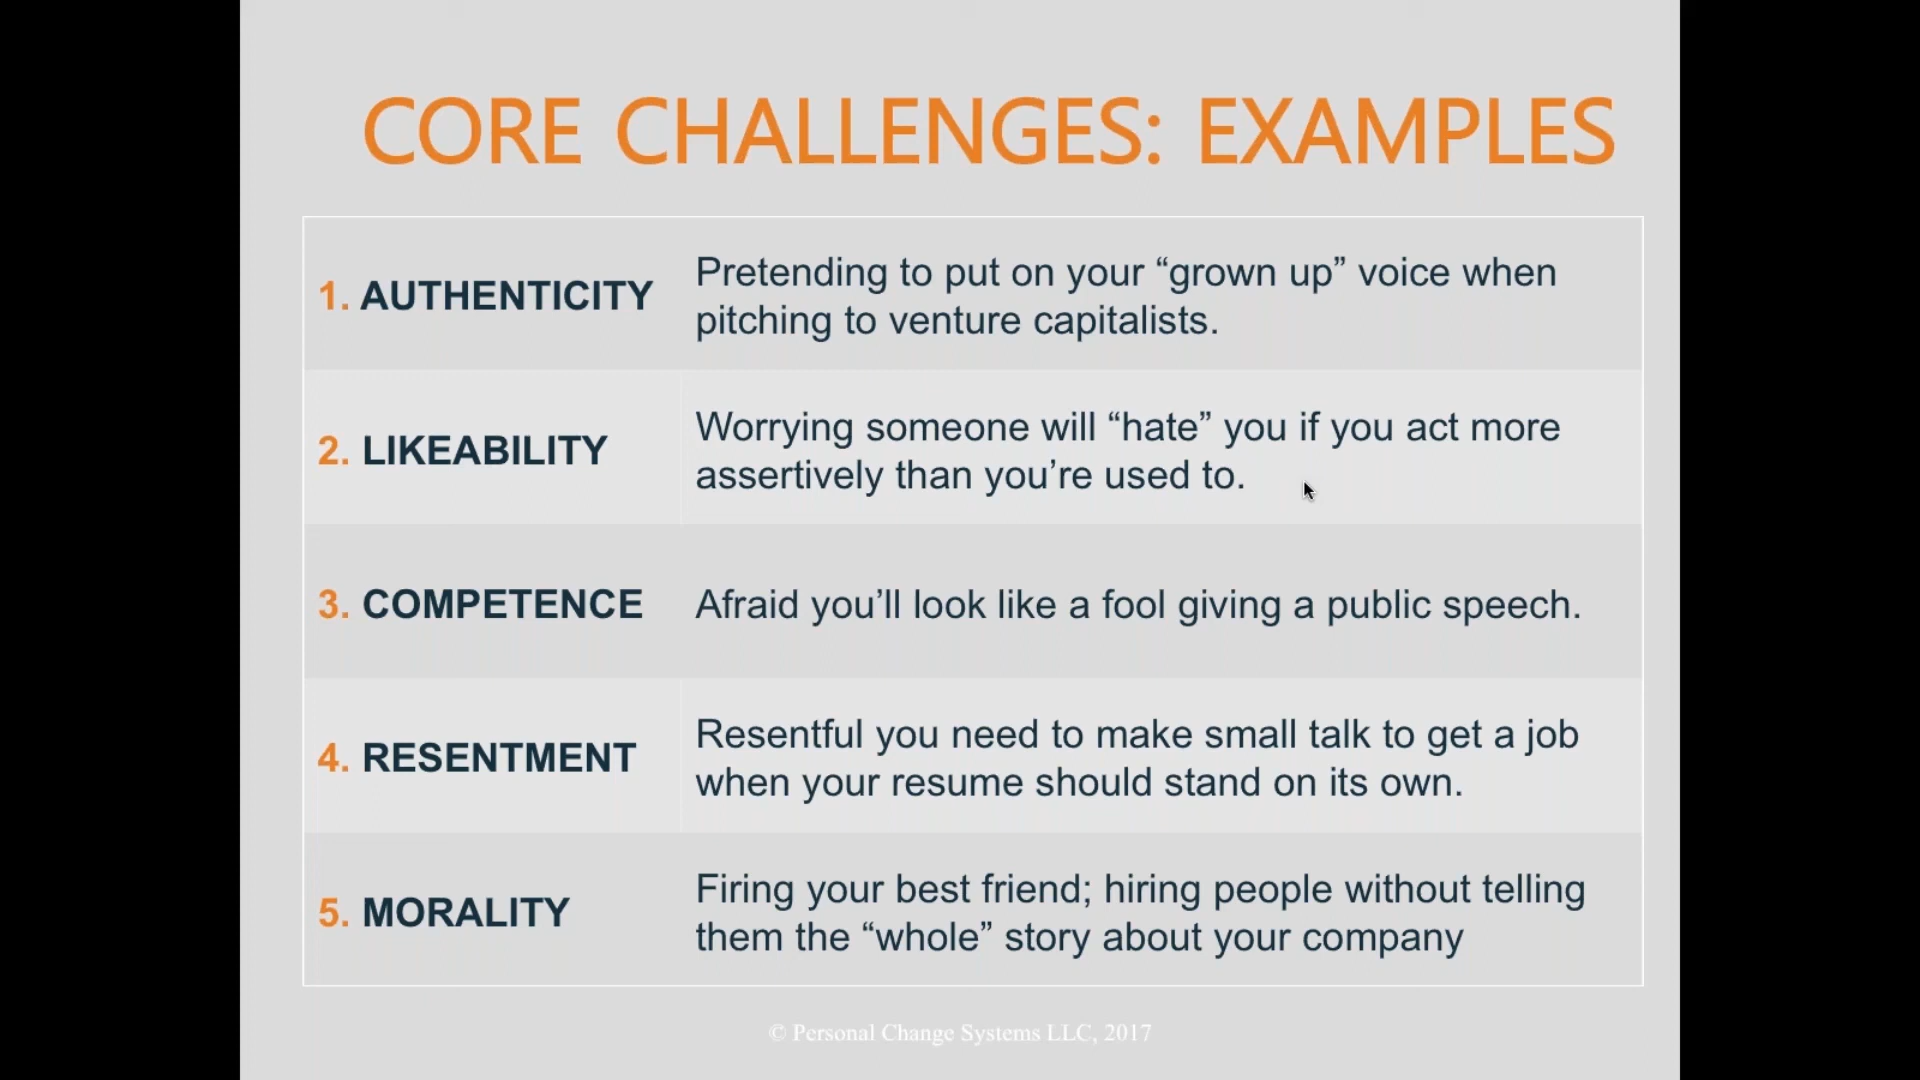 CORE CHALLENGES: EXAMPLES
1. AUTHENTICITY
Pretending to put on your “grown up” voice when
pitching to venture capitalists.
2. LIKEABILITY
Worrying someone will “hate” you if you act more
assertively than you’re used to.
3. COMPETENCE
Afraid you’ll look like a fool giving a public speech.
4. RESENTMENT
Resentful you need to make small talk to get a job
when your resume should stand on its own.
5. MORALITY
Firing your best friend; hiring people without telling
them the “whole” story about your company
© Personal Change Systems LLC, 2017